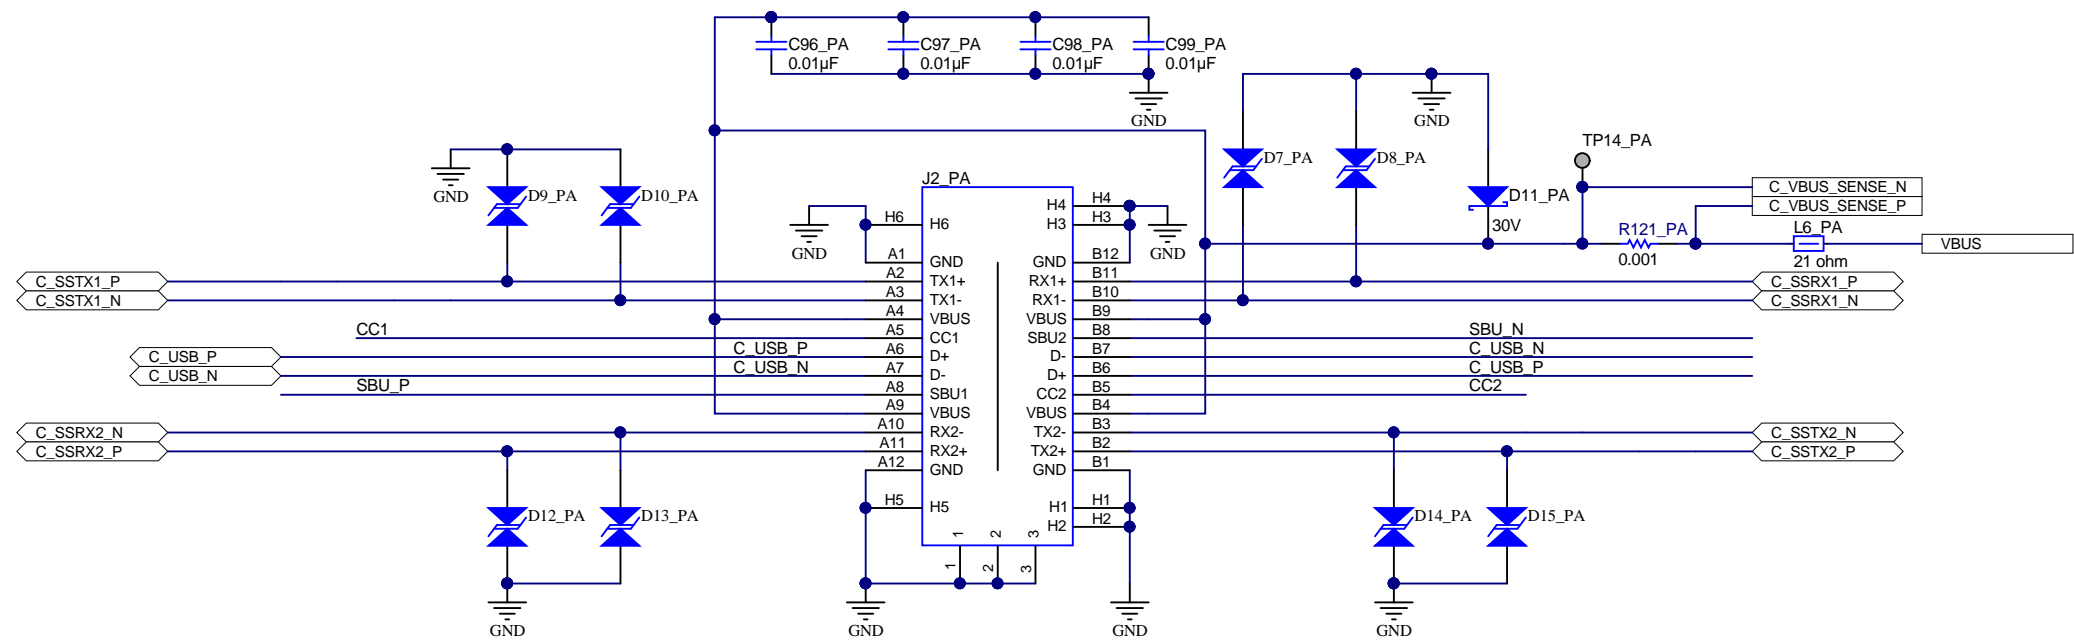 C96_PA C97_PA C98_PA C99_PA
0.01µF 0.01µF 0.01µF 0.01µF
GND GND
TP14_PA
D7_PA D8_PA
GND D9_PA D10_PA
J2_PA
D11_PA
30V
C_VBUS_SENSE_N
C_VBUS_SENSE_P
R121_PA
0.001
L6_PA
21 ohm
VBUS
GND GND
H6 H6 H4 H4
H3 H3
A1 GND GND B12
C_SSTX1_P A2 TX1+ RX1+ B11 C_SSRX1_P
C_SSTX1_N A3 TX1- RX1- B10 C_SSRX1_N
A4 VBUS VBUS B9
CC1 A5 CC1 SBU2 B8 SBU_N
C_USB_P C_USB_P A6 D+ D- B7 C_USB_N
C_USB_N C_USB_N A7 D- D+ B6 C_USB_P
SBU_P A8 SBU1 CC2 B5 CC2
A9 VBUS VBUS B4
C_SSRX2_N A10 RX2- TX2- B3 C_SSTX2_N
C_SSRX2_P A11 RX2+ TX2+ B2 C_SSTX2_P
A12 GND GND B1
H5 H5 H1 H1
H2 H2
D12_PA D13_PA D14_PA D15_PA
1 2 3
1 2 3
GND GND GND GND